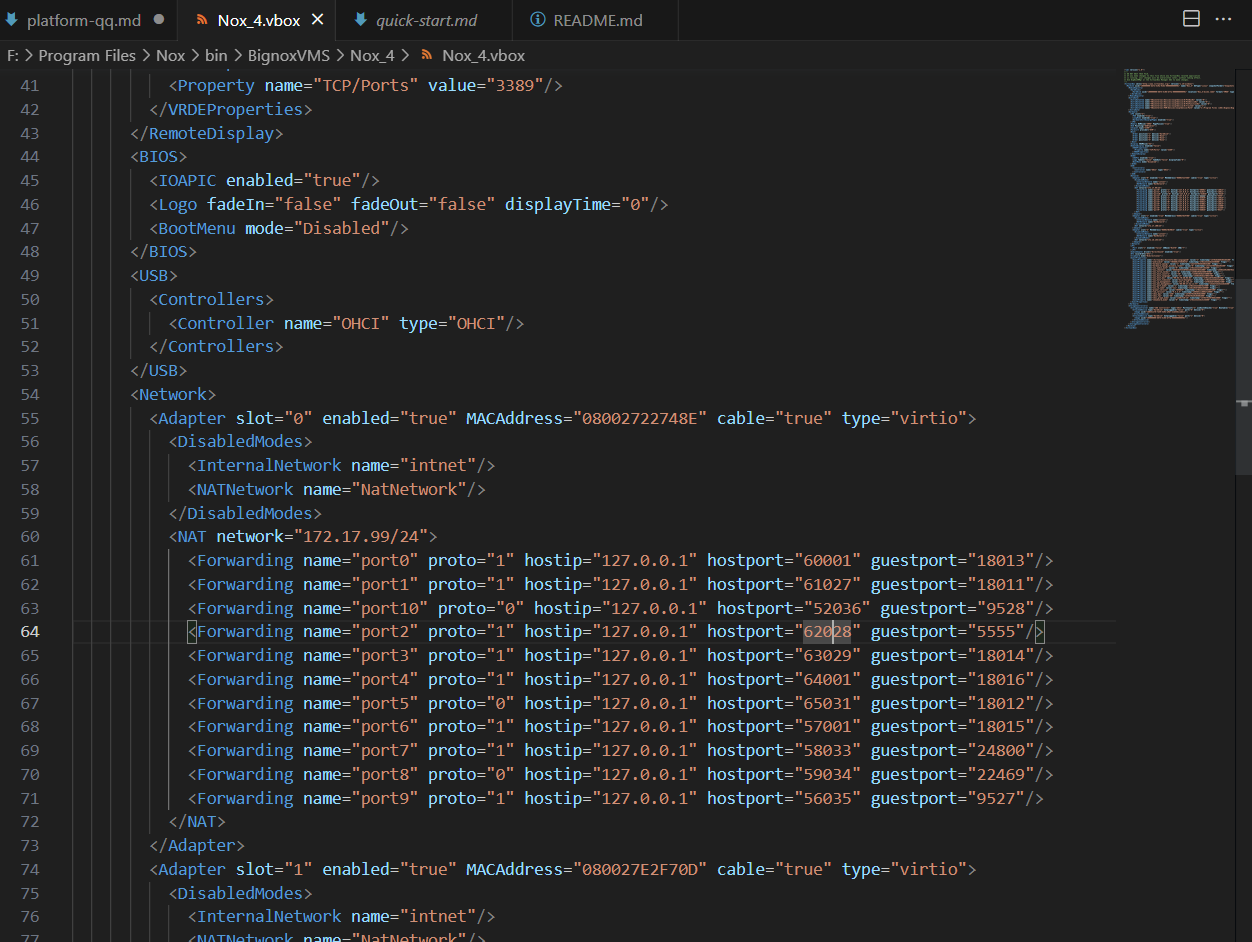 platform-qq.md
Nox_4.vbox
quick-start.md
README.md
F: > Program Files > Nox > bin > BignoxVMS > Nox_4 > Nox_4.vbox
41 <Property name="TCP/Ports" value="3389"/>
42 </VRDEProperties>
43 </RemoteDisplay>
44 <BIOS>
45 <IOAPIC enabled="true"/>
46 <Logo fadeIn="false" fadeOut="false" displayTime="0"/>
47 <BootMenu mode="Disabled"/>
48 </BIOS>
49 <USB>
50 <Controllers>
51 <Controller name="OHCI" type="OHCI"/>
52 </Controllers>
53 </USB>
54 <Network>
55 <Adapter slot="0" enabled="true" MACAddress="08002722748E" cable="true" type="virtio">
56 <DisabledModes>
57 <InternalNetwork name="intnet"/>
58 <NATNetwork name="NatNetwork"/>
59 </DisabledModes>
60 <NAT network="172.17.99/24">
61 <Forwarding name="port0" proto="1" hostip="127.0.0.1" hostport="60001" guestport="18013"/>
62 <Forwarding name="port1" proto="1" hostip="127.0.0.1" hostport="61027" guestport="18011"/>
63 <Forwarding name="port10" proto="0" hostip="127.0.0.1" hostport="52036" guestport="9528"/>
64 <Forwarding name="port2" proto="1" hostip="127.0.0.1" hostport="62028" guestport="5555"/>
65 <Forwarding name="port3" proto="1" hostip="127.0.0.1" hostport="63029" guestport="18014"/>
66 <Forwarding name="port4" proto="1" hostip="127.0.0.1" hostport="64001" guestport="18016"/>
67 <Forwarding name="port5" proto="0" hostip="127.0.0.1" hostport="65031" guestport="18012"/>
68 <Forwarding name="port6" proto="1" hostip="127.0.0.1" hostport="57001" guestport="18015"/>
69 <Forwarding name="port7" proto="1" hostip="127.0.0.1" hostport="58033" guestport="24800"/>
70 <Forwarding name="port8" proto="0" hostip="127.0.0.1" hostport="59034" guestport="22469"/>
71 <Forwarding name="port9" proto="1" hostip="127.0.0.1" hostport="56035" guestport="9527"/>
72 </NAT>
73 </Adapter>
74 <Adapter slot="1" enabled="true" MACAddress="080027E2F70D" cable="true" type="virtio">
75 <DisabledModes>
76 <InternalNetwork name="intnet"/>
77 <NATNetwork name="NatNetwork"/>